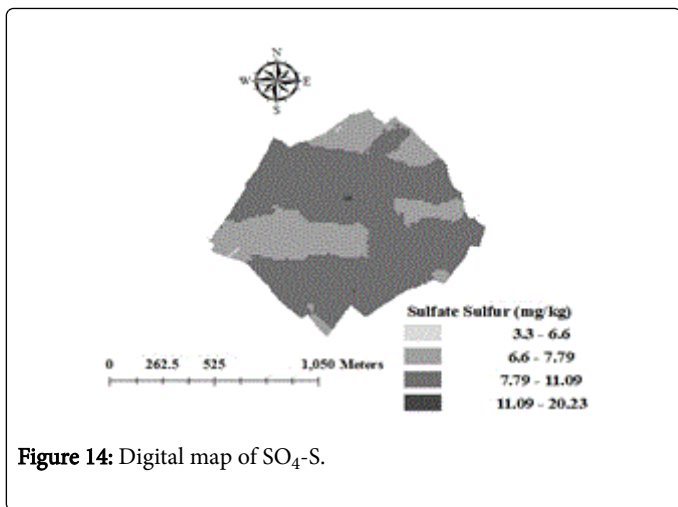 N
W E
S
Sulfate Sulfur (mg/kg)
3.3 - 6.6
6.6 - 7.79
7.79 - 11.09
11.09 - 20.23
0 262.5 525 1,050 Meters
Figure 14: Digital map of SO₄-S.